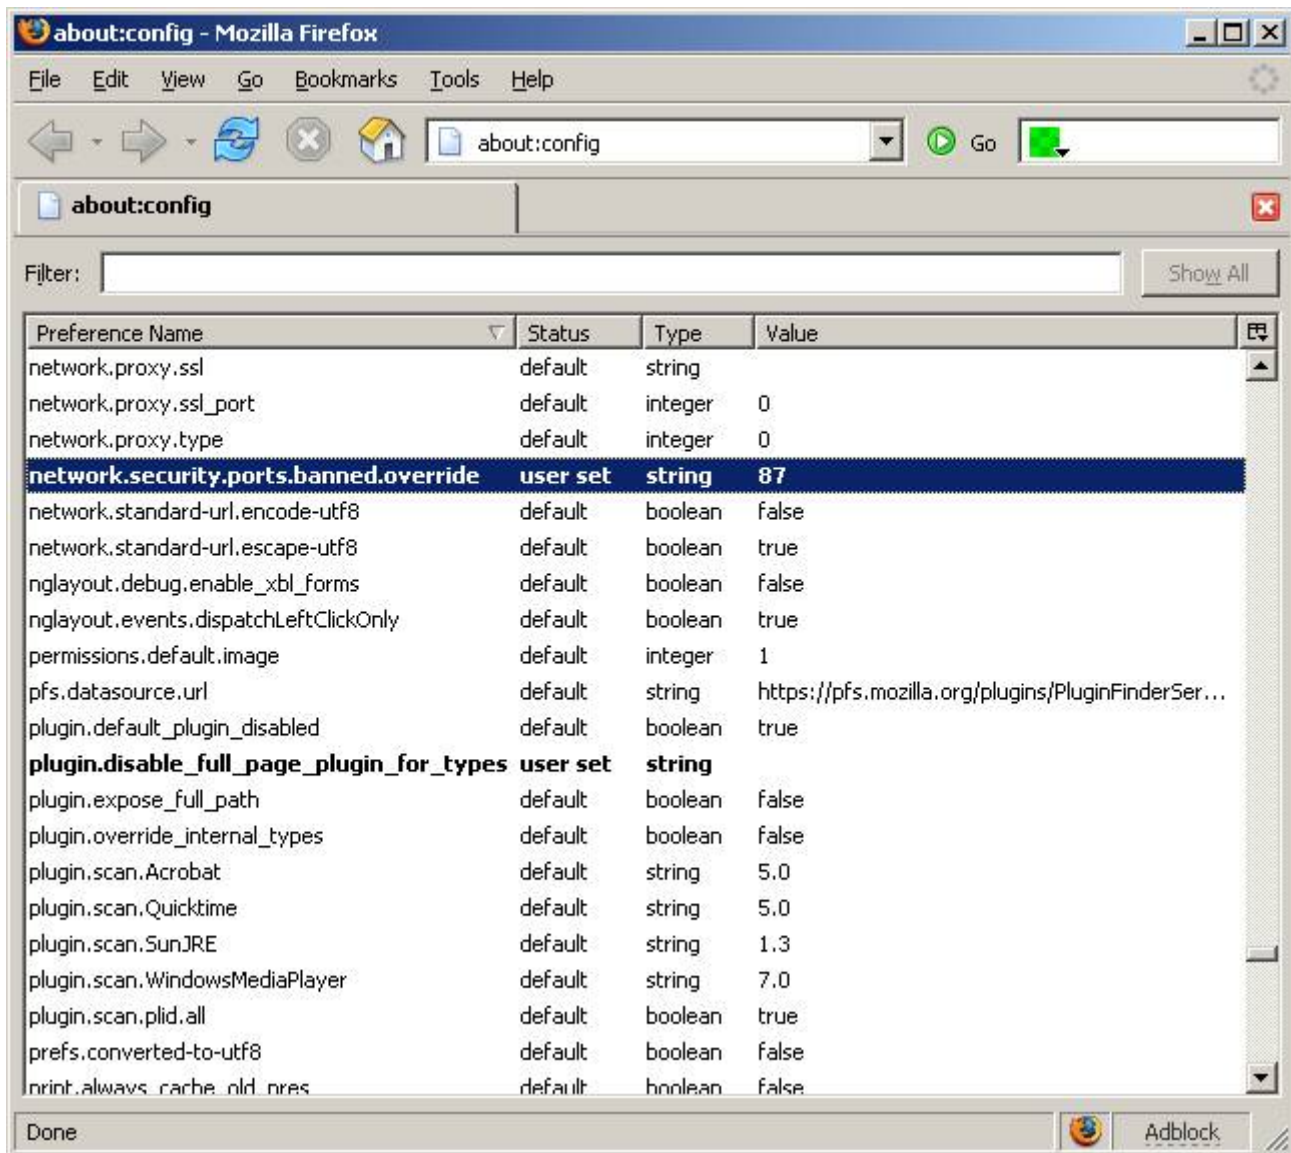 about:config - Mozilla Firefox
File Edit View Go Bookmarks Tools Help
about:config Go
about:config
Filter: Show All
Preference Name Status Type Value
network.proxy.ssl default string
network.proxy.ssl_port default integer 0
network.proxy.type default integer 0
network.security.ports.banned.override user set string 87
network.standard-url.encode-utf8 default boolean false
network.standard-url.escape-utf8 default boolean true
nglayout.debug.enable_xbl_forms default boolean false
nglayout.events.dispatchLeftClickOnly default boolean true
permissions.default.image default integer 1
pfs.datasource.url default string https://pfs.mozilla.org/plugins/PluginFinderSer...
plugin.default_plugin_disabled default boolean true
plugin.disable_full_page_plugin_for_types user set string
plugin.expose_full_path default boolean false
plugin.override_internal_types default boolean false
plugin.scan.Acrobat default string 5.0
plugin.scan.Quicktime default string 5.0
plugin.scan.SunJRE default string 1.3
plugin.scan.WindowsMediaPlayer default string 7.0
plugin.scan.plid.all default boolean true
prefs.converted-to-utf8 default boolean false
print.always_cache_old_pres default boolean false
Done Adblock